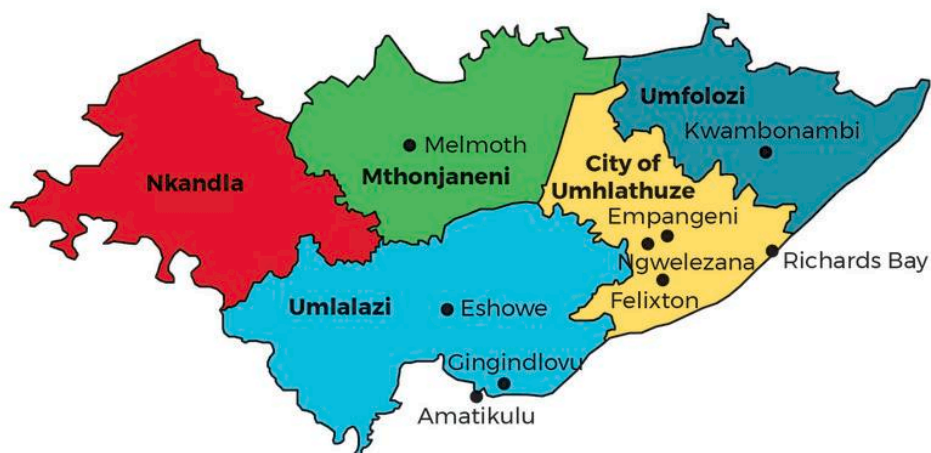 Umfolozi
Kwambonambi
Melmoth
Mthonjaneni
City of
Umhlathuze
Nkandla
Empangeni
Ngwelezana
Richards Bay
Felixton
Umlalazi
Eshowe
Gingindlovu
Amatikulu